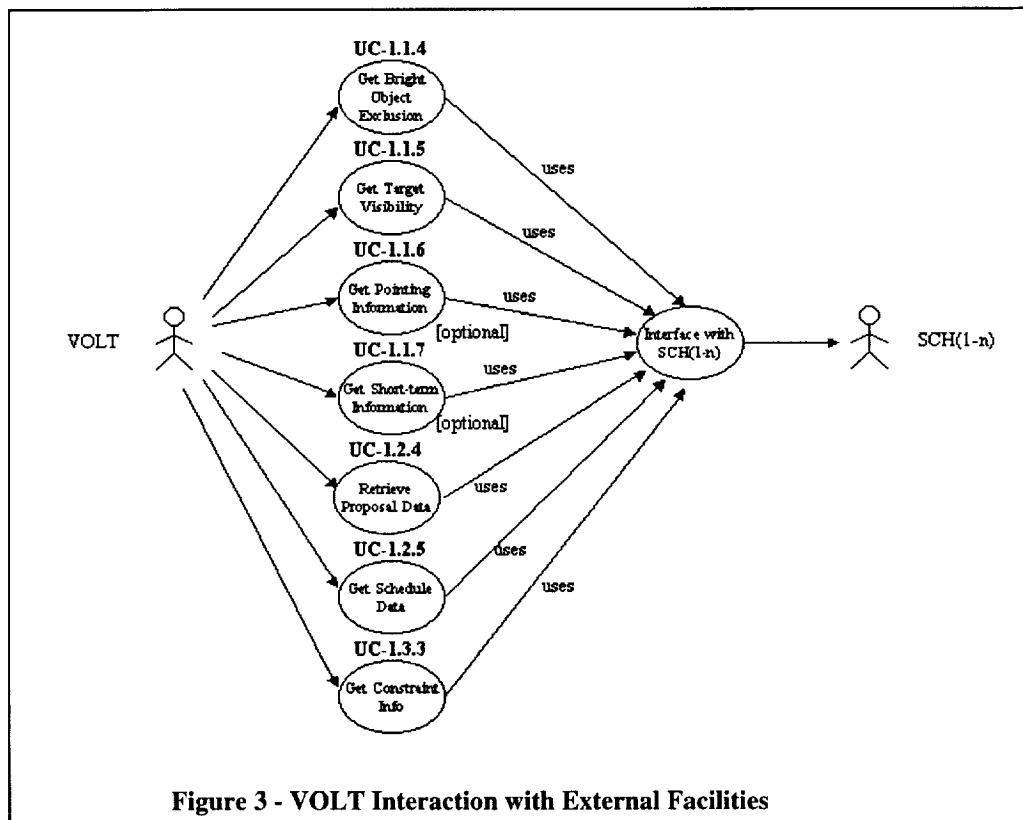 UC-1.1.4
Get Bright
Object
Exclusion
uses
UC-1.1.5
Get Target
Visibility
uses
UC-1.1.6
Get Pointing
Information
uses
[optional]
VOLT
Interface with
SCH(1-n)
SCH(1-n)
UC-1.1.7
Get Short-term
Information
uses
[optional]
UC-1.2.4
Retrieve
Proposal Data
uses
UC-1.2.5
Get Schedule
Data
uses
UC-1.3.3
Get Constraint
Info
uses
Figure 3 - VOLT Interaction with External Facilities